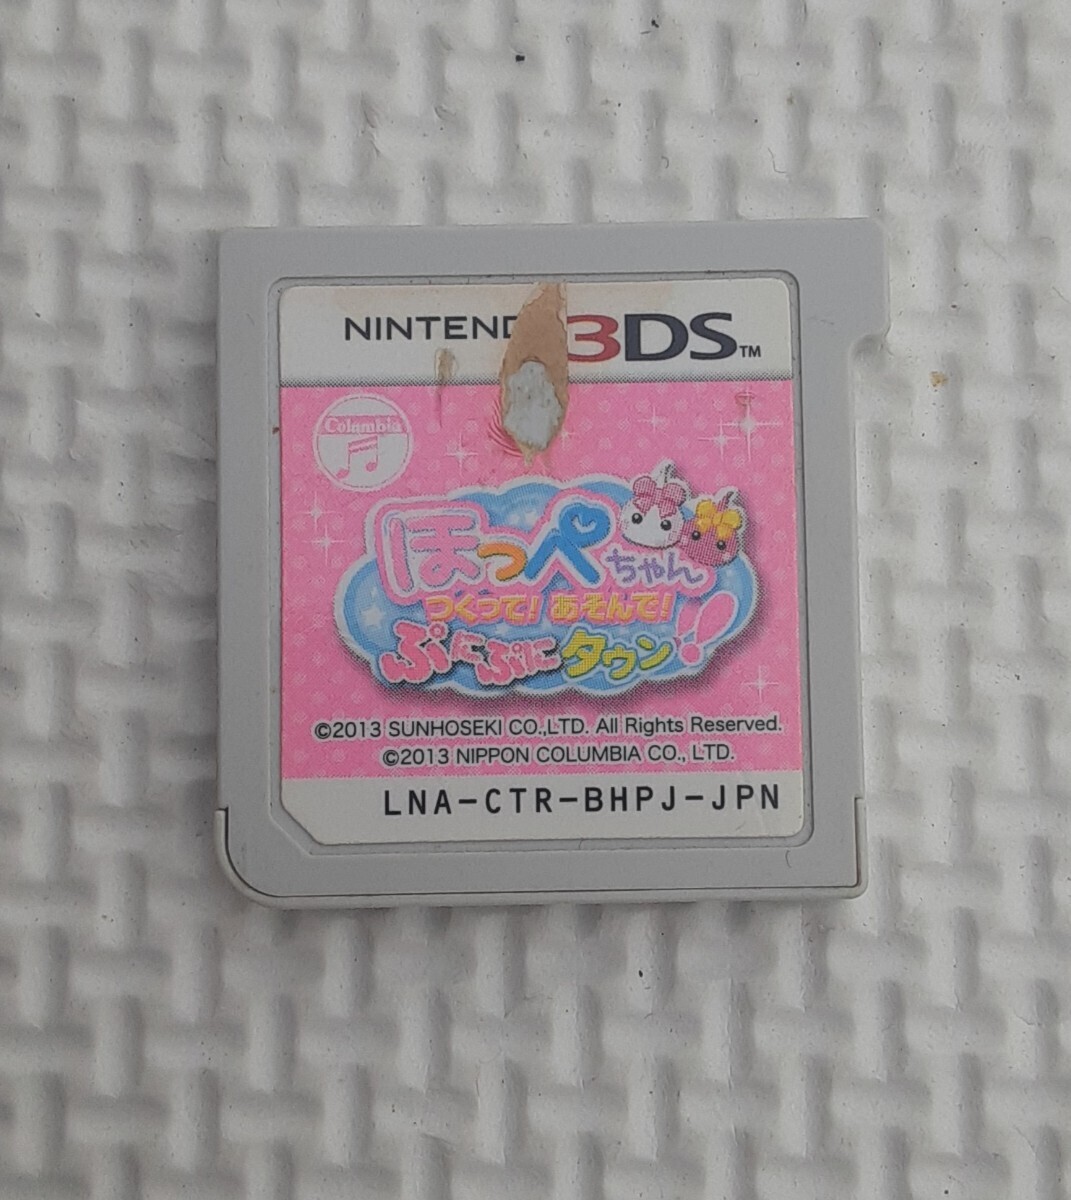 NINTEND 3DS™
Columbia
ほっぺちゃん
つくって!あそんで!
ぷにぷにタウン!!
©2013 SUNHOSEKI CO.,LTD. All Rights Reserved.
©2013 NIPPON COLUMBIA CO., LTD.
LNA-CTR-BHPJ-JPN